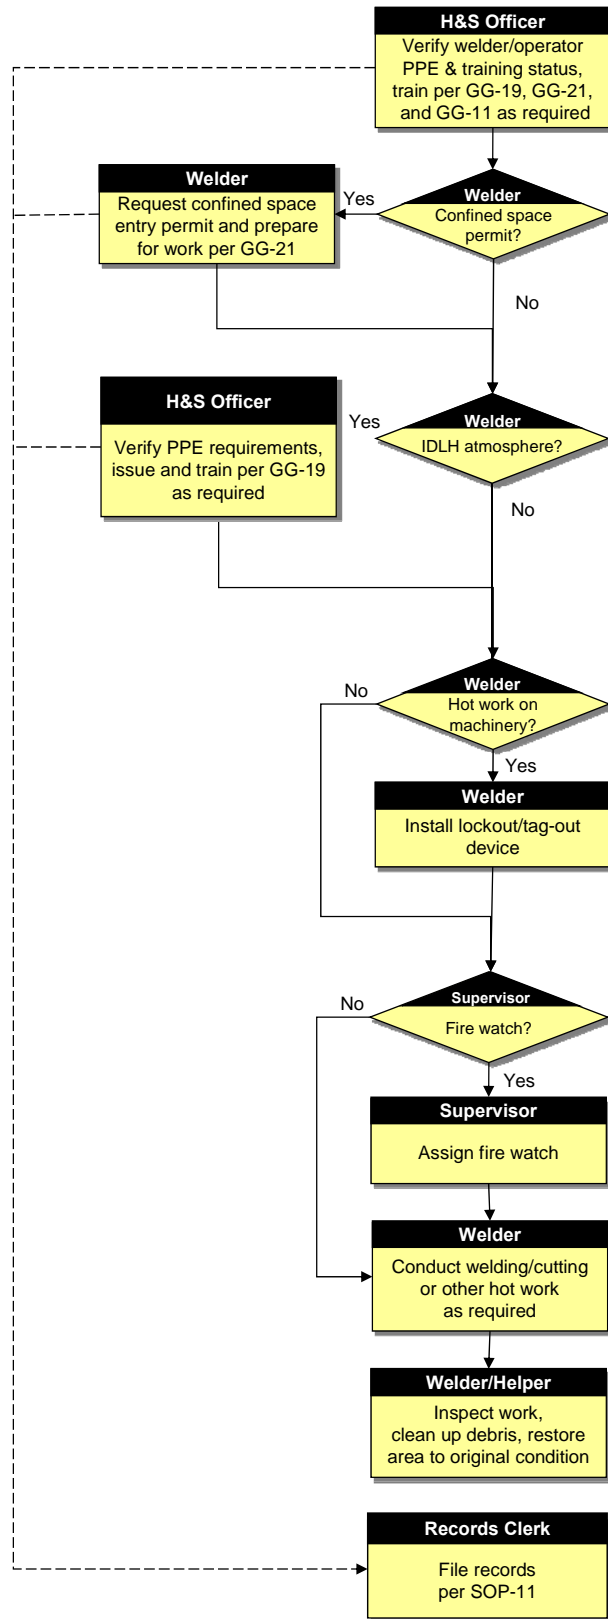 H&S Officer
Verify welder/operator
PPE & training status,
train per GG-19, GG-21,
and GG-11 as required
Welder
Request confined space
entry permit and prepare
for work per GG-21
Yes
Welder
Confined space
permit?
No
H&S Officer
Verify PPE requirements,
issue and train per GG-19
as required
Yes
Welder
IDLH atmosphere?
No
Welder
Hot work on
machinery?
No
Yes
Welder
Install lockout/tag-out
device
Supervisor
Fire watch?
No
Yes
Supervisor
Assign fire watch
Welder
Conduct welding/cutting
or other hot work
as required
Welder/Helper
Inspect work,
clean up debris, restore
area to original condition
Records Clerk
File records
per SOP-11